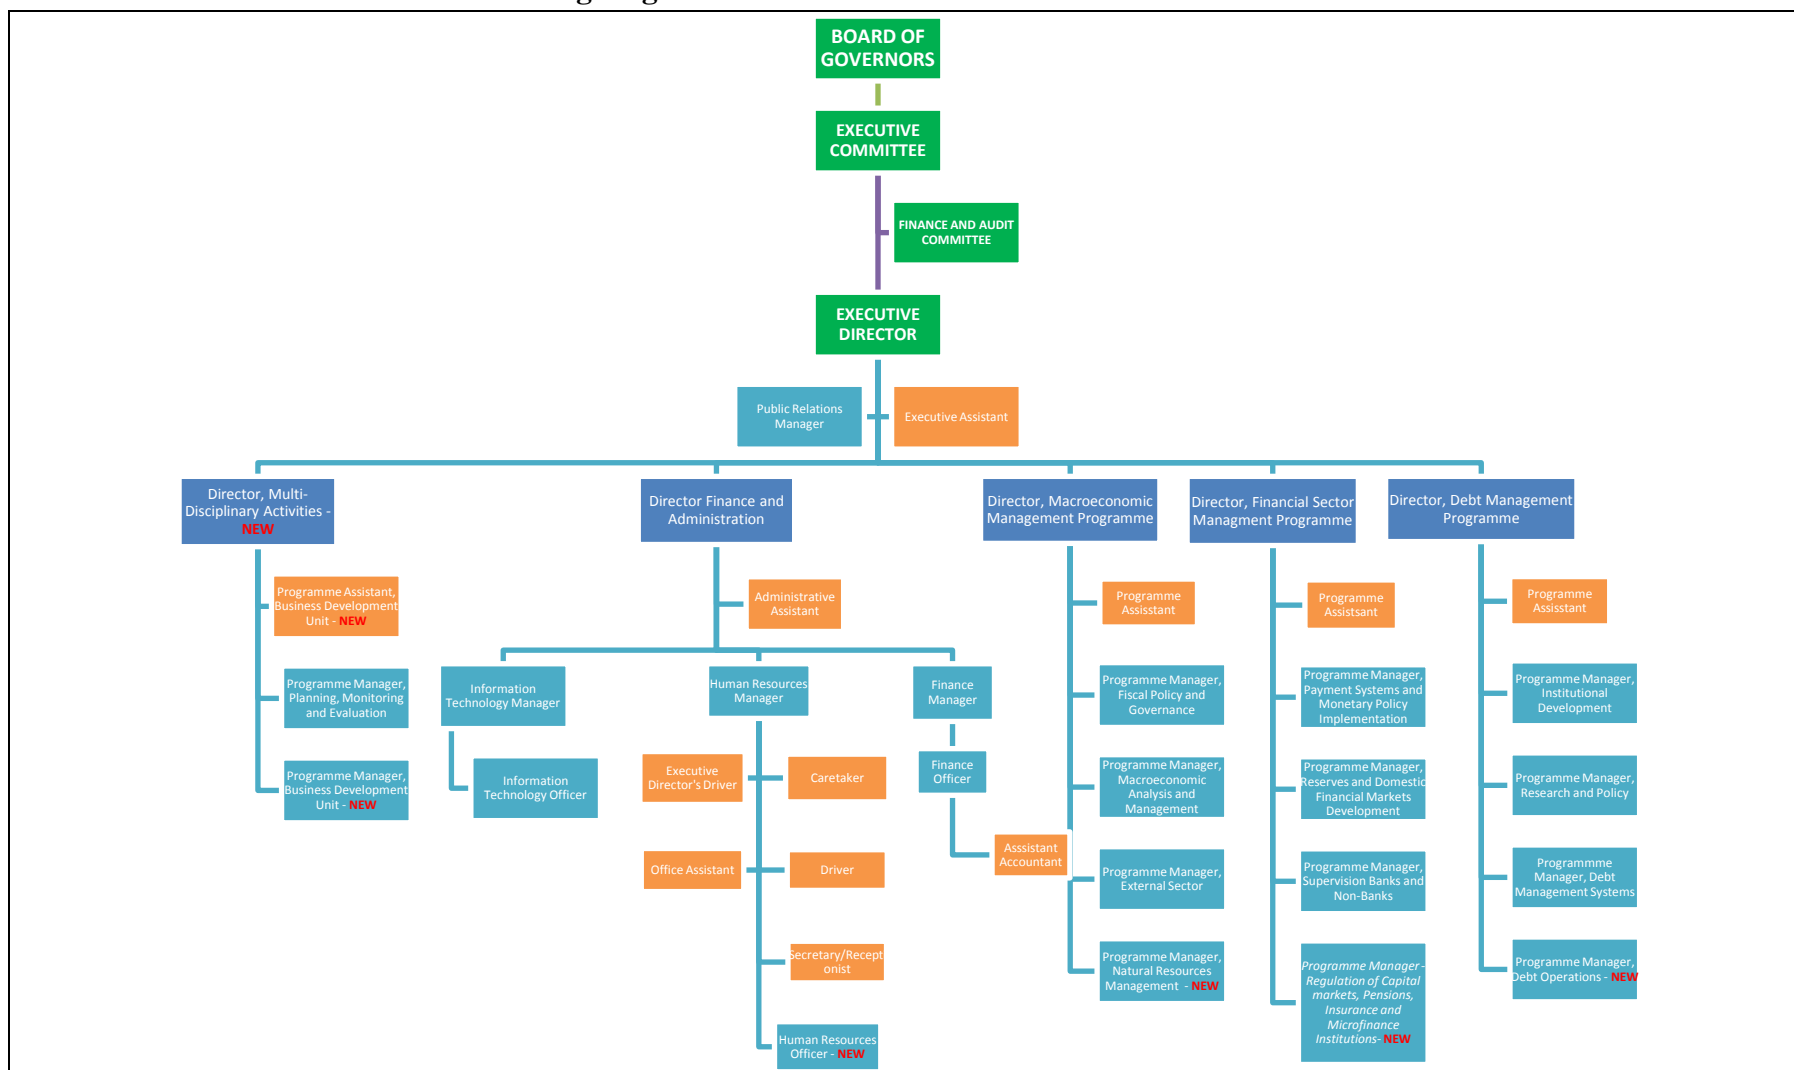 BOARD OF
GOVERNORS
EXECUTIVE
COMMITTEE
FINANCE AND AUDIT
COMMITTEE
EXECUTIVE
DIRECTOR
Public Relations
Manager
Executive Assistant
Director, Multi-
Disciplinary Activities -
NEW
Director Finance and
Administration
Director, Macroeconomic
Management Programme
Director, Financial Sector
Managment Programme
Director, Debt Management
Programme
Programme Assistant,
Business Development
Unit - NEW
Programme Manager,
Planning, Monitoring
and Evaluation
Programme Manager,
Business Development
Unit - NEW
Administrative
Assistant
Information
Technology Manager
Information
Technology Officer
Human Resources
Manager
Executive
Director's Driver
Caretaker
Office Assistant
Driver
Secretary/Recept
onist
Human Resources
Officer - NEW
Finance
Manager
Finance
Officer
Asssistant
Accountant
Programme
Assisstant
Programme Manager,
Fiscal Policy and
Governance
Programme Manager,
Macroeconomic
Analysis and
Management
Programme Manager,
External Sector
Programme Manager,
Natural Resources
Management - NEW
Programme
Assistsant
Programme Manager,
Payment Systems and
Monetary Policy
Implementation
Programme Manager,
Reserves and Domestic
Financial Markets
Development
Programme Manager,
Supervision Banks and
Non-Banks
Programme Manager -
Regulation of Capital
markets, Pensions,
Insurance and
Microfinance
Institutions- NEW
Programme
Assisstant
Programme Manager,
Institutional
Development
Programme Manager,
Research and Policy
Programmme
Manager, Debt
Management Systems
Programme Manager,
Debt Operations - NEW